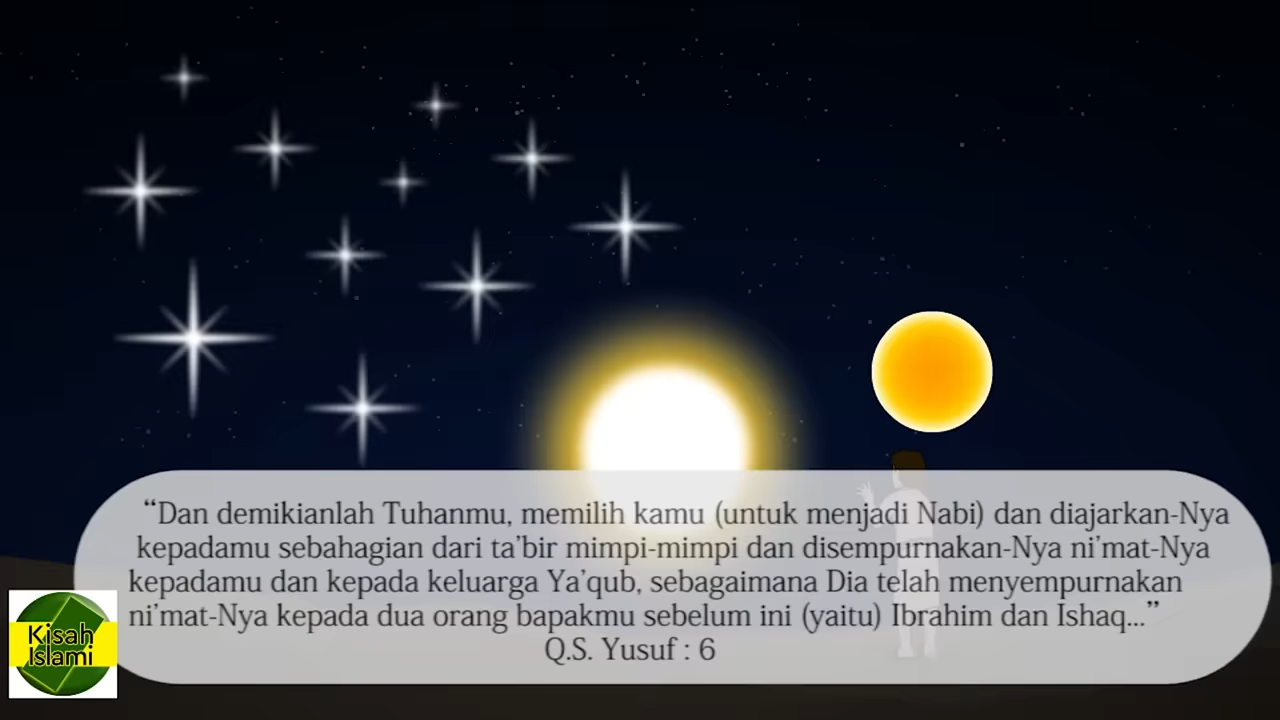 “Dan demikianlah Tuhanmu, memilih kamu (untuk menjadi Nabi) dan diajarkan-Nya
kepadamu sebahagian dari ta’bir mimpi-mimpi dan disempurnakan-Nya ni’mat-Nya
kepadamu dan kepada keluarga Ya’qub, sebagaimana Dia telah menyempurnakan
ni’mat-Nya kepada dua orang bapakmu sebelum ini (yaitu) Ibrahim dan Ishaq...”
Q.S. Yusuf : 6
Kisah
Islami